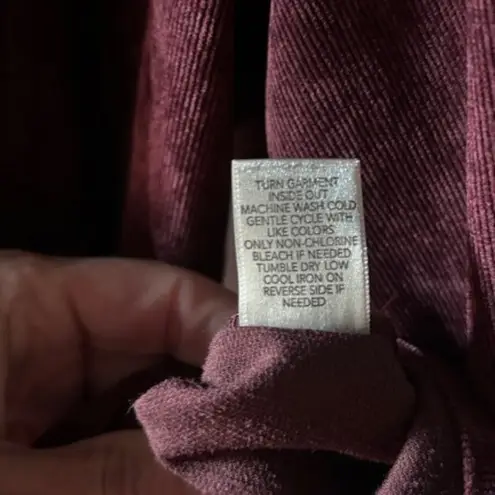 TURN GARMENT
INSIDE OUT
MACHINE WASH COLD
GENTLE CYCLE WITH
LIKE COLORS
ONLY NON-CHLORINE
BLEACH IF NEEDED
TUMBLE DRY LOW
COOL IRON ON
REVERSE SIDE IF
NEEDED